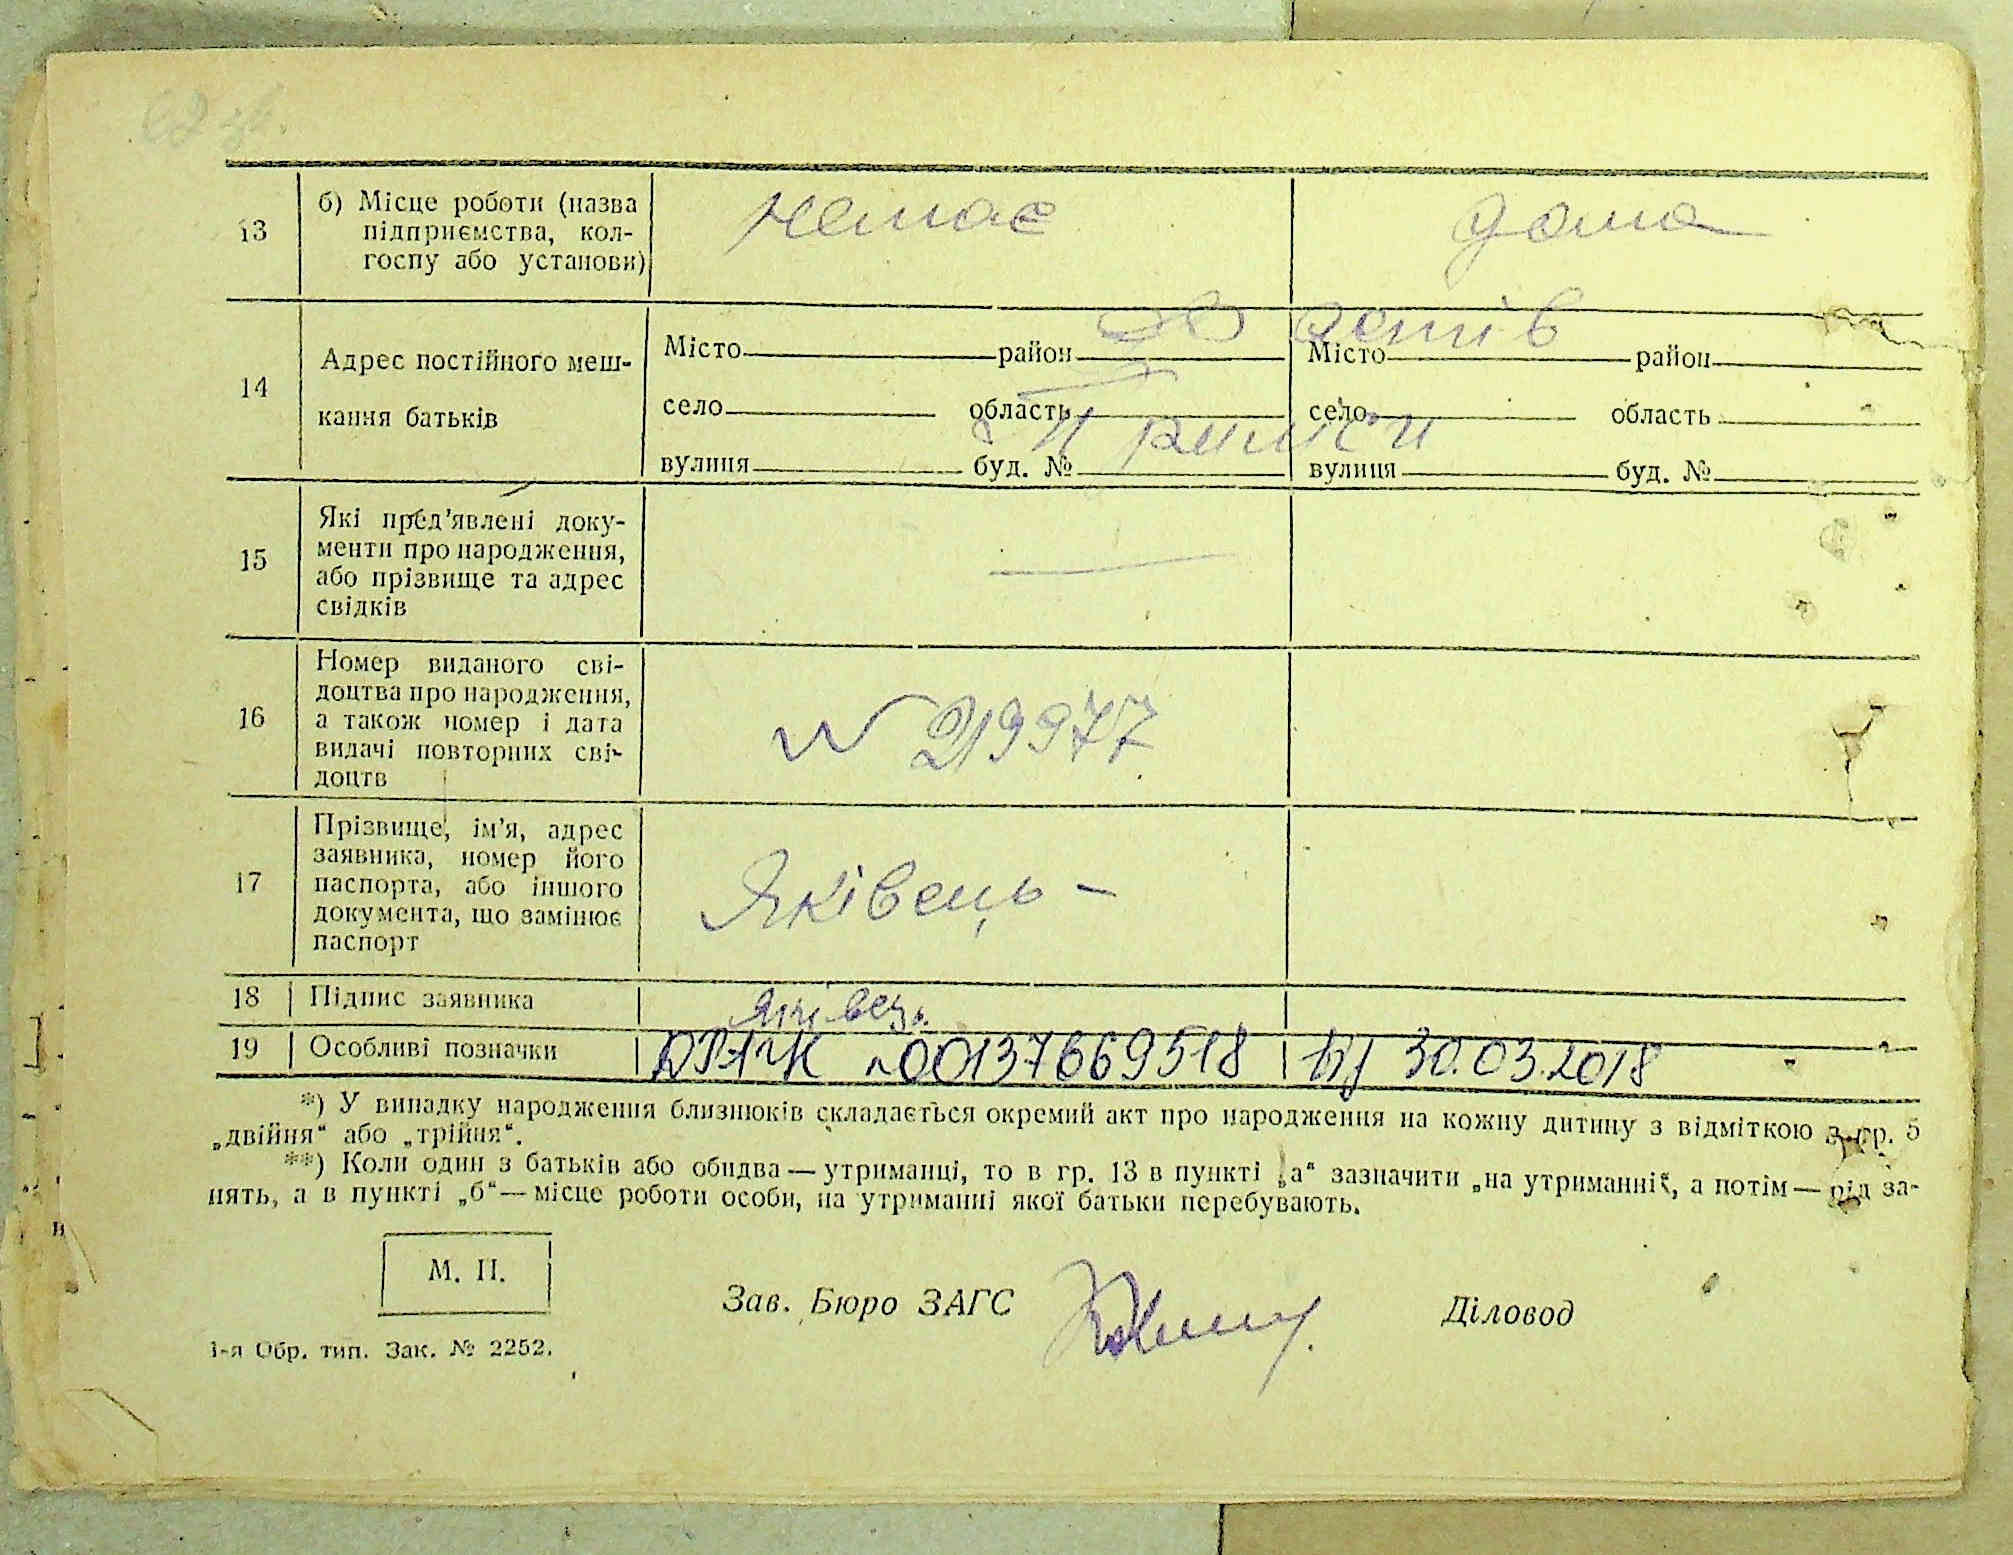 13
б) Місце роботи (назва
підприємства, кол-
госпу або установи)
немає
дома
14
Адрес постійного меш-
кання батьків
Місто район
село область
вулиця буд. №
Місто район
село область
вулиця буд. №
15
Які пред’явлені доку-
менти про народження,
або прізвище та адрес
свідків
—
16
Номер виданого сві-
доцтва про народження,
а також номер і дата
видачі повторних сві-
доцтв
N 219977
17
Прізвище, ім’я, адрес
заявника, номер його
паспорта, або іншого
документа, що замінює
паспорт
Яківець –
18 Підпис заявника
Яківець
19 Особливі позначки
00137669518 від 30.03.2018
*) У випадку народження близнюків складається окремий акт про народження на кожну дитину з відміткою в гр. 5
„двійня“ або „трійня“.
**) Коли один з батьків або обидва — утриманці, то в гр. 13 в пункті „а“ зазначити „на утриманні“, а потім — рід за-
нять, а в пункті „б“ — місце роботи особи, на утриманні якої батьки перебувають.
М. П.
Зав. Бюро ЗАГС
Діловод
1-я Обр. тип. Зак. № 2252.